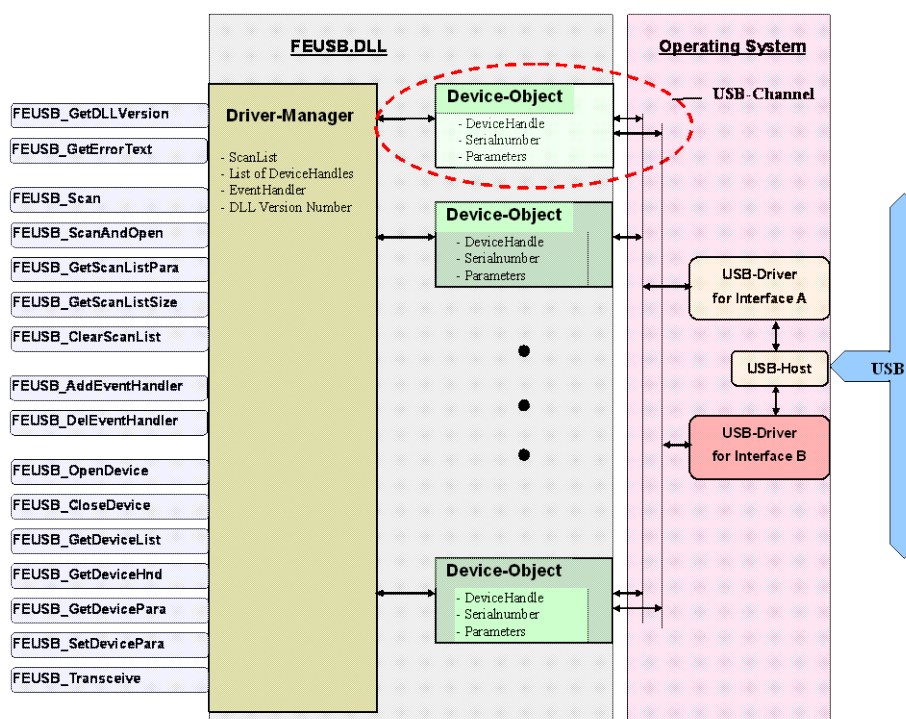 FEUSB.DLL
Operating System
FEUSB_GetDLLVersion
FEUSB_GetErrorText
FEUSB_Scan
FEUSB_ScanAndOpen
FEUSB_GetScanListPara
FEUSB_GetScanListSize
FEUSB_ClearScanList
FEUSB_AddEventHandler
FEUSB_DelEventHandler
FEUSB_OpenDevice
FEUSB_CloseDevice
FEUSB_GetDeviceList
FEUSB_GetDeviceHnd
FEUSB_GetDevicePara
FEUSB_SetDevicePara
FEUSB_Transceive
Driver-Manager
- ScanList
- List of DeviceHandles
- EventHandler
- DLL Version Number
Device-Object
- DeviceHandle
- Serialnumber
- Parameters
Device-Object
- DeviceHandle
- Serialnumber
- Parameters
Device-Object
- DeviceHandle
- Serialnumber
- Parameters
USB-Channel
USB-Driver
for Interface A
USB-Host
USB-Driver
for Interface B
USB